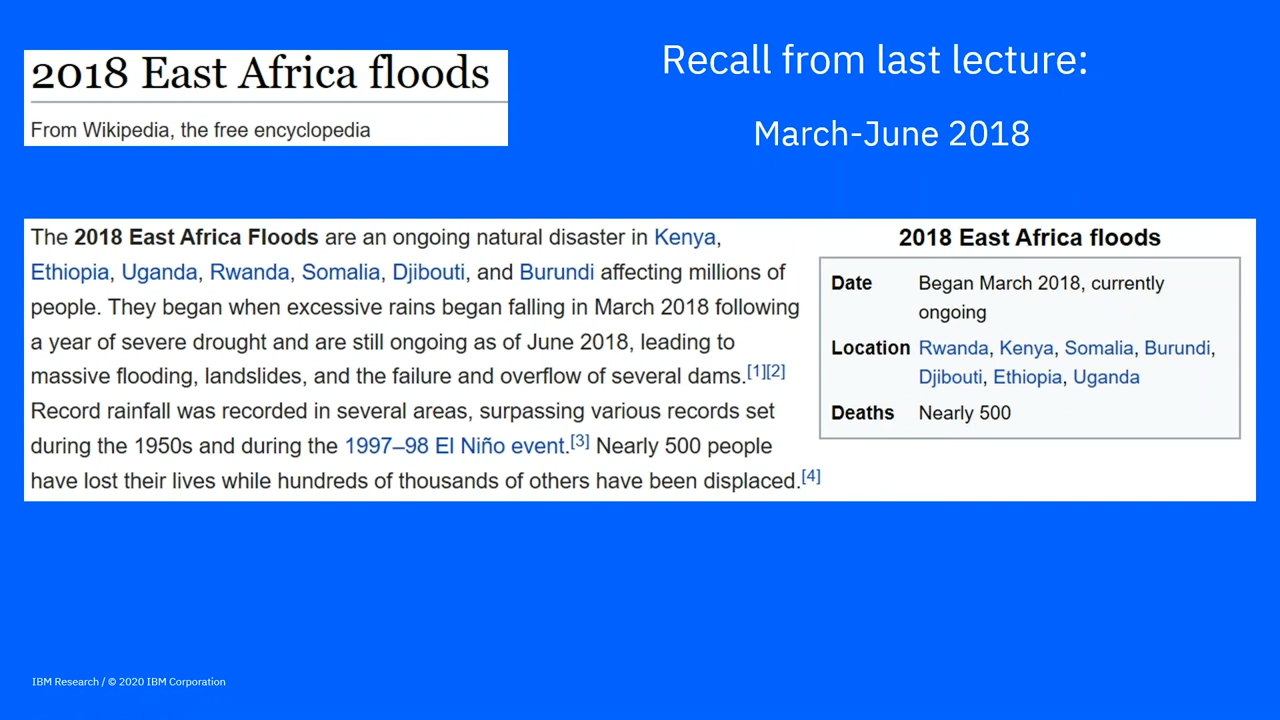 2018 East Africa floods
From Wikipedia, the free encyclopedia
Recall from last lecture:
March-June 2018
The 2018 East Africa Floods are an ongoing natural disaster in Kenya,
Ethiopia, Uganda, Rwanda, Somalia, Djibouti, and Burundi affecting millions of
people. They began when excessive rains began falling in March 2018 following
a year of severe drought and are still ongoing as of June 2018, leading to
massive flooding, landslides, and the failure and overflow of several dams.[1][2]
Record rainfall was recorded in several areas, surpassing various records set
during the 1950s and during the 1997–98 El Niño event.[3] Nearly 500 people
have lost their lives while hundreds of thousands of others have been displaced.[4]
2018 East Africa floods
Date Began March 2018, currently
ongoing
Location Rwanda, Kenya, Somalia, Burundi,
Djibouti, Ethiopia, Uganda
Deaths Nearly 500
IBM Research / © 2020 IBM Corporation